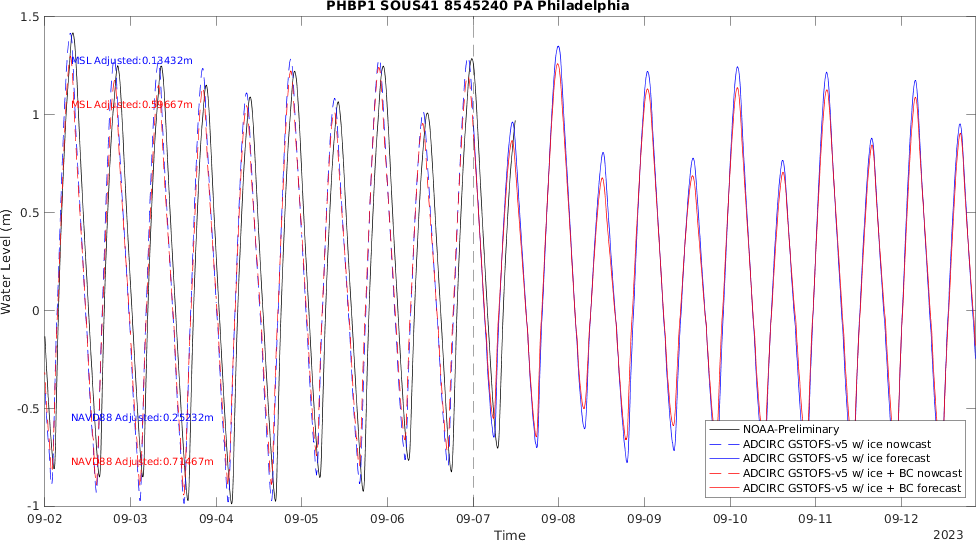 PHBP1 SOUS41 8545240 PA Philadelphia
1.5
MSL Adjusted:0.13432m
MSL Adjusted:0.59667m
1
0.5
Water Level (m)
0
-0.5
NAVD88 Adjusted:0.25232m
NAVD88 Adjusted:0.71467m
-1
NOAA-Preliminary
ADCIRC GSTOFS-v5 w/ ice nowcast
ADCIRC GSTOFS-v5 w/ ice forecast
ADCIRC GSTOFS-v5 w/ ice + BC nowcast
ADCIRC GSTOFS-v5 w/ ice + BC forecast
09-02 09-03 09-04 09-05 09-06 09-07 09-08 09-09 09-10 09-11 09-12
Time
2023